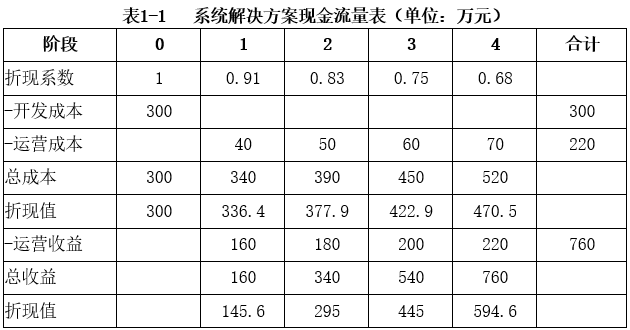 表1-1 系统解决方案现金流量表（单位：万元）
阶段 0 1 2 3 4 合计
折现系数 1 0.91 0.83 0.75 0.68
-开发成本 300 300
-运营成本 40 50 60 70 220
总成本 300 340 390 450 520
折现值 300 336.4 377.9 422.9 470.5
-运营收益 160 180 200 220 760
总收益 160 340 540 760
折现值 145.6 295 445 594.6